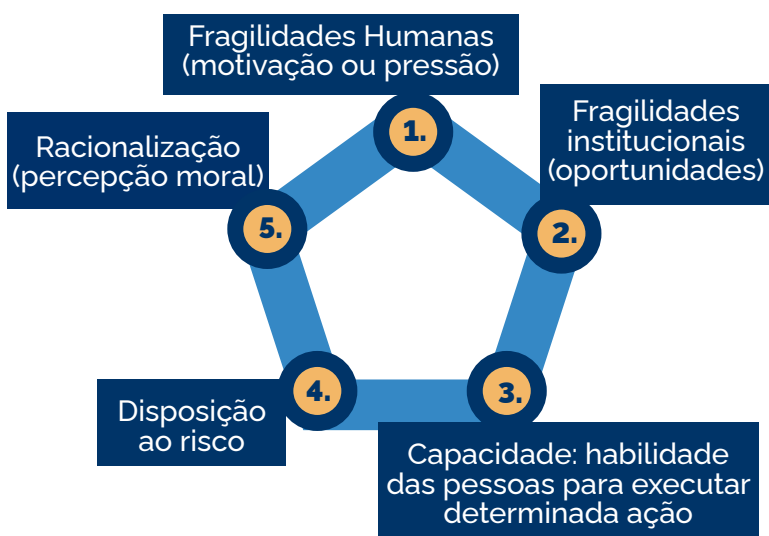 Fragilidades Humanas
(motivação ou pressão)
1.
Fragilidades
institucionais
(oportunidades)
2.
Capacidade: habilidade
das pessoas para executar
determinada ação
3.
Disposição
ao risco
4.
Racionalização
(percepção moral)
5.